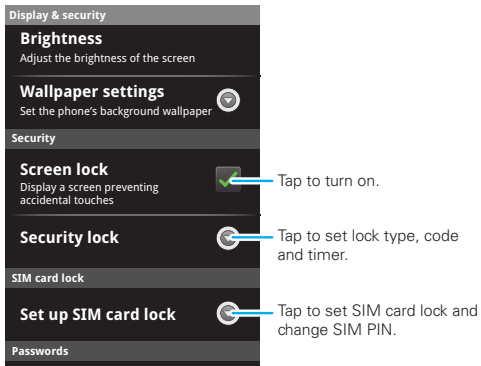 Display & security
Brightness
Adjust the brightness of the screen
Wallpaper settings
Set the phone's background wallpaper
Security
Screen lock
Display a screen preventing
accidental touches
Tap to turn on.
Security lock
Tap to set lock type, code
and timer.
SIM card lock
Set up SIM card lock
Tap to set SIM card lock and
change SIM PIN.
Passwords